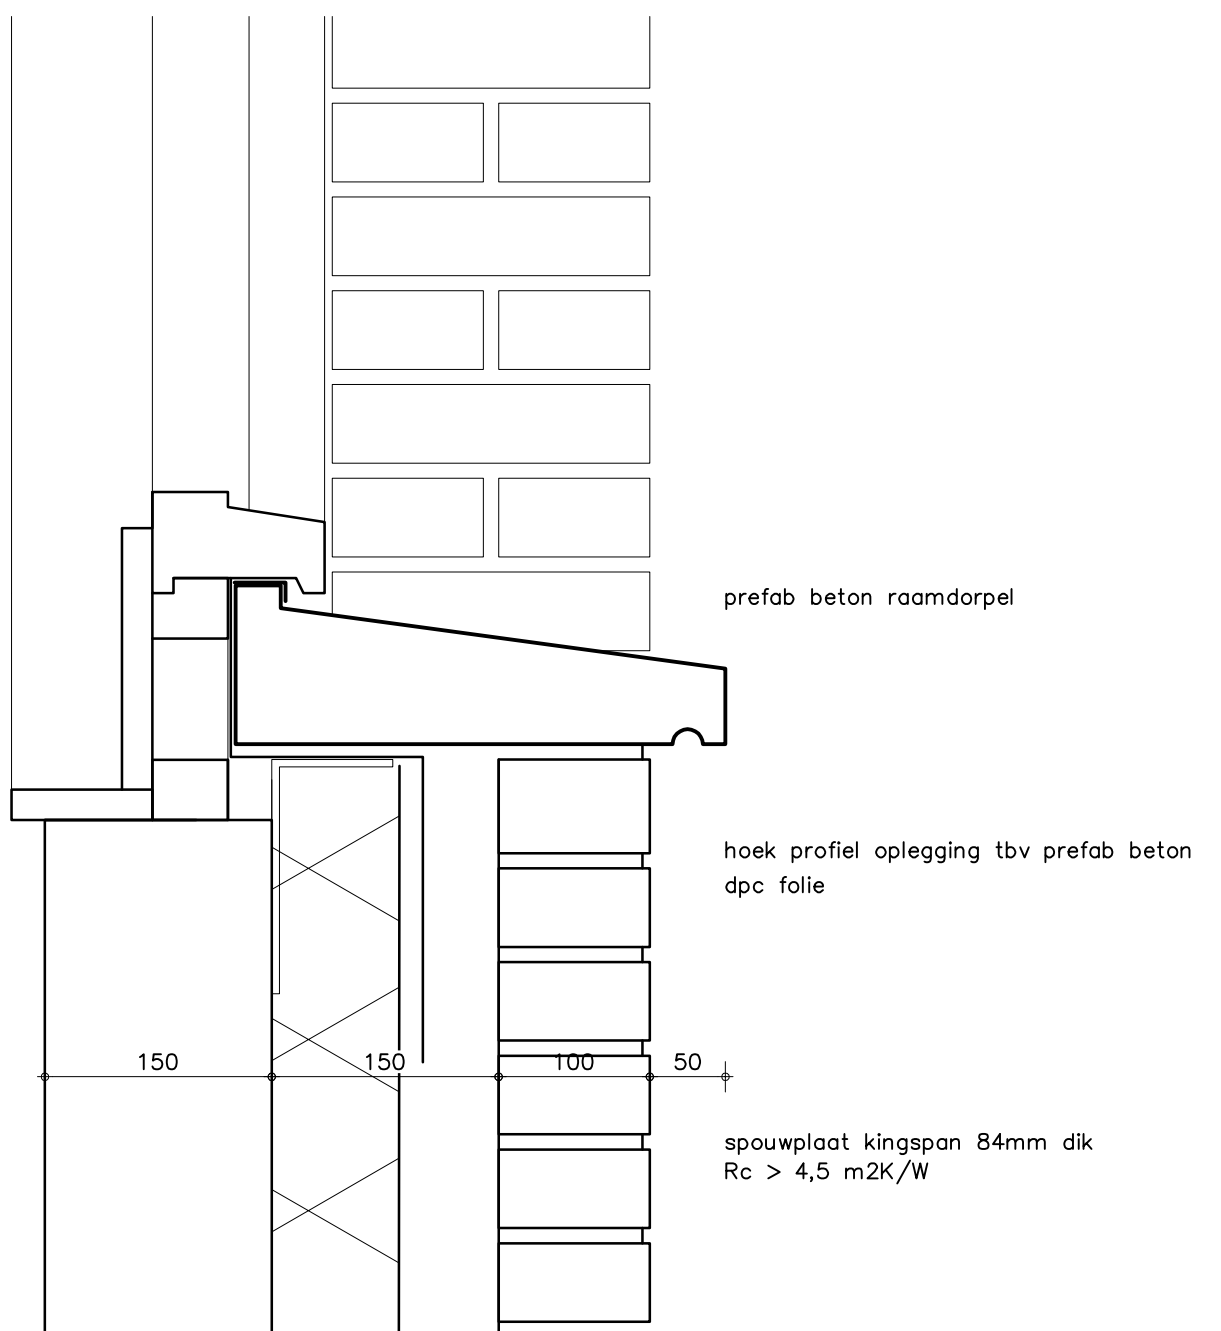 prefab beton raamdorpel
hoek profiel oplegging tbv prefab beton
dpc folie
150 150 100 50
spouwplaat kingspan 84mm dik
Rc > 4,5 m2K/W